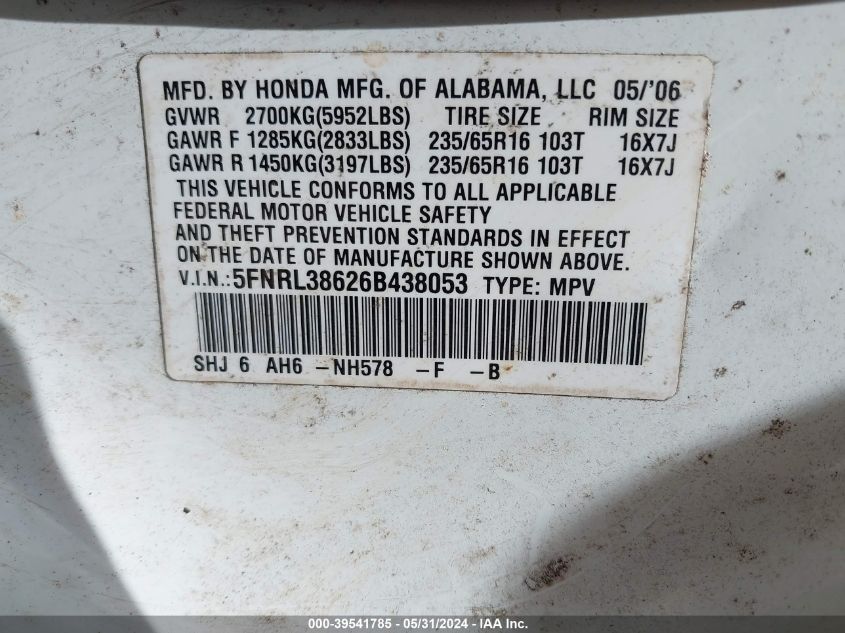 MFD. BY HONDA MFG. OF ALABAMA, LLC 05/'06
GVWR 2700KG(5952LBS) TIRE SIZE RIM SIZE
GAWR F 1285KG(2833LBS) 235/65R16 103T 16X7J
GAWR R 1450KG(3197LBS) 235/65R16 103T 16X7J
THIS VEHICLE CONFORMS TO ALL APPLICABLE
FEDERAL MOTOR VEHICLE SAFETY
AND THEFT PREVENTION STANDARDS IN EFFECT
ON THE DATE OF MANUFACTURE SHOWN ABOVE.
V.I.N.:5FNRL38626B438053 TYPE: MPV
SHJ 6 AH6 -NH578 -F -B
000-39541785 - 05/31/2024 - IAA Inc.